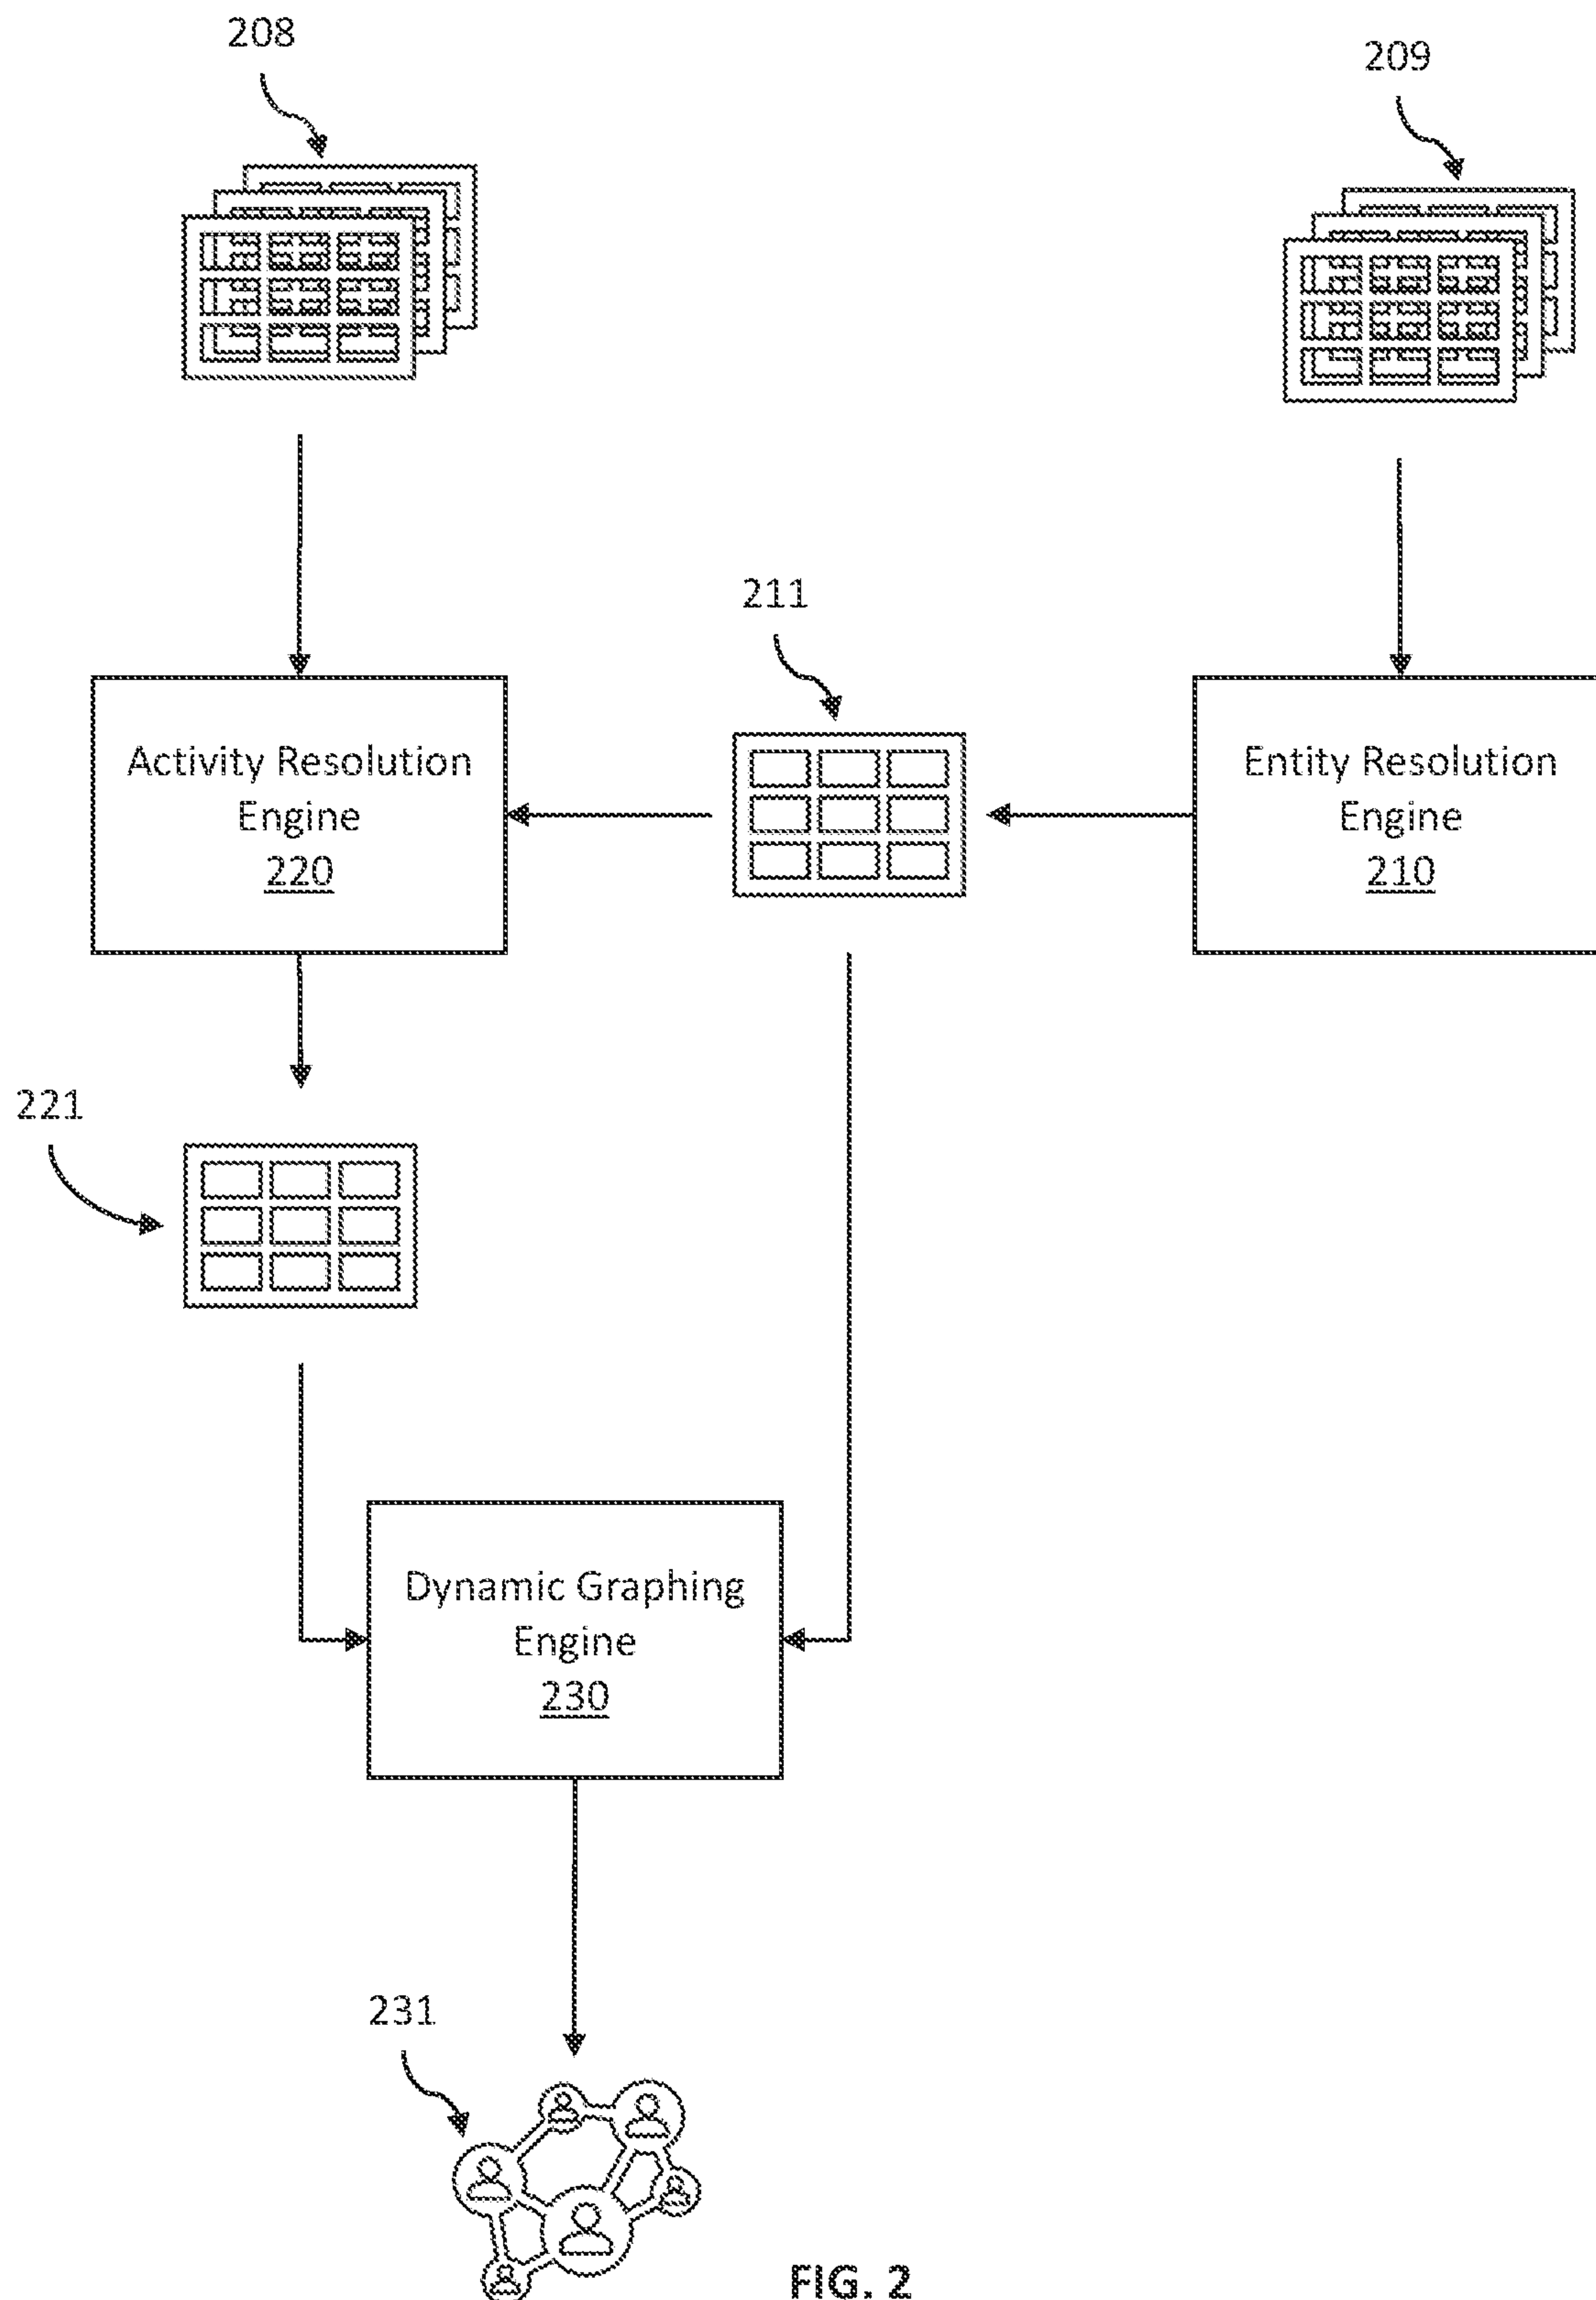 208
209
211
Activity Resolution
Engine
220
Entity Resolution
Engine
210
221
Dynamic Graphing
Engine
230
231
FIG. 2